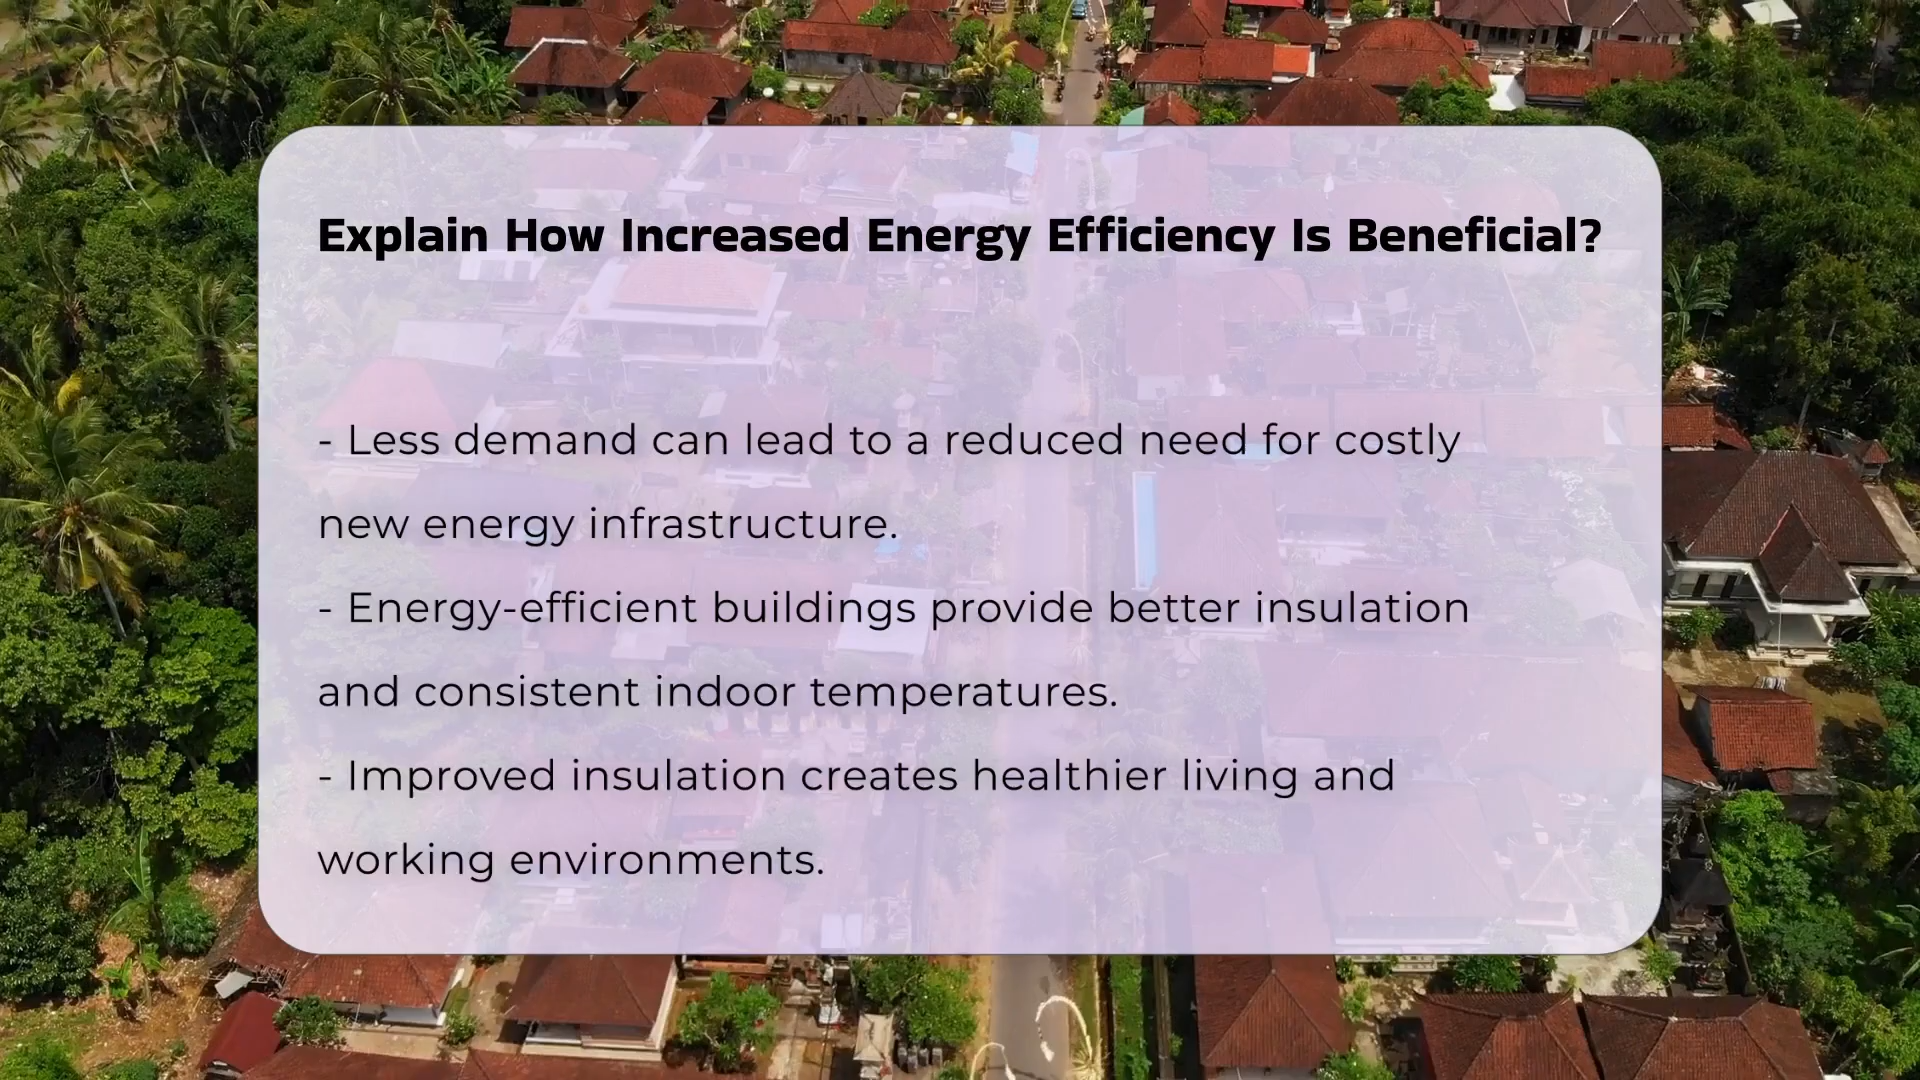 Explain How Increased Energy Efficiency Is Beneficial?
- Less demand can lead to a reduced need for costly
new energy infrastructure.
- Energy-efficient buildings provide better insulation
and consistent indoor temperatures.
- Improved insulation creates healthier living and
working environments.